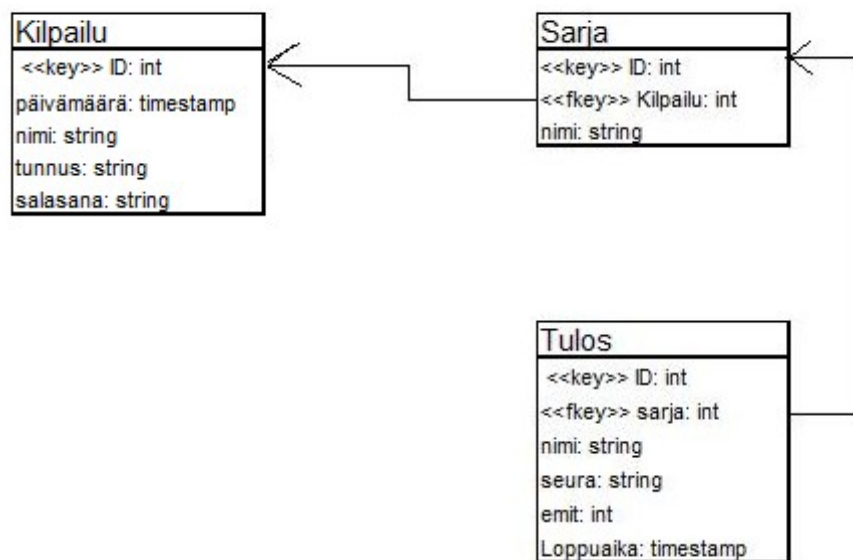 Kilpailu
<<key>> ID: int
päivämäärä: timestamp
nimi: string
tunnus: string
salasana: string
Sarja
<<key>> ID: int
<<fkey>> Kilpailu: int
nimi: string
Tulos
<<key>> ID: int
<<fkey>> sarja: int
nimi: string
seura: string
emit: int
Loppuaika: timestamp